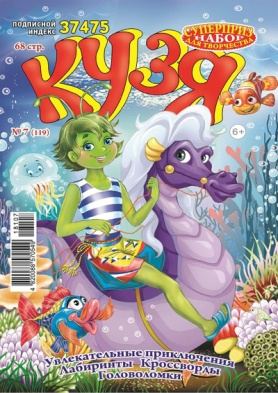 ПОДПИСНОЙ
ИНДЕКС 37475
68 стр.
СУПЕРПРИЗ
НАБОР
ДЛЯ ТВОРЧЕСТВА
КУЗЯ
№ 7 (119)
6+
18107
Увлекательные приключения
Лабиринты Кроссворды
Головоломки